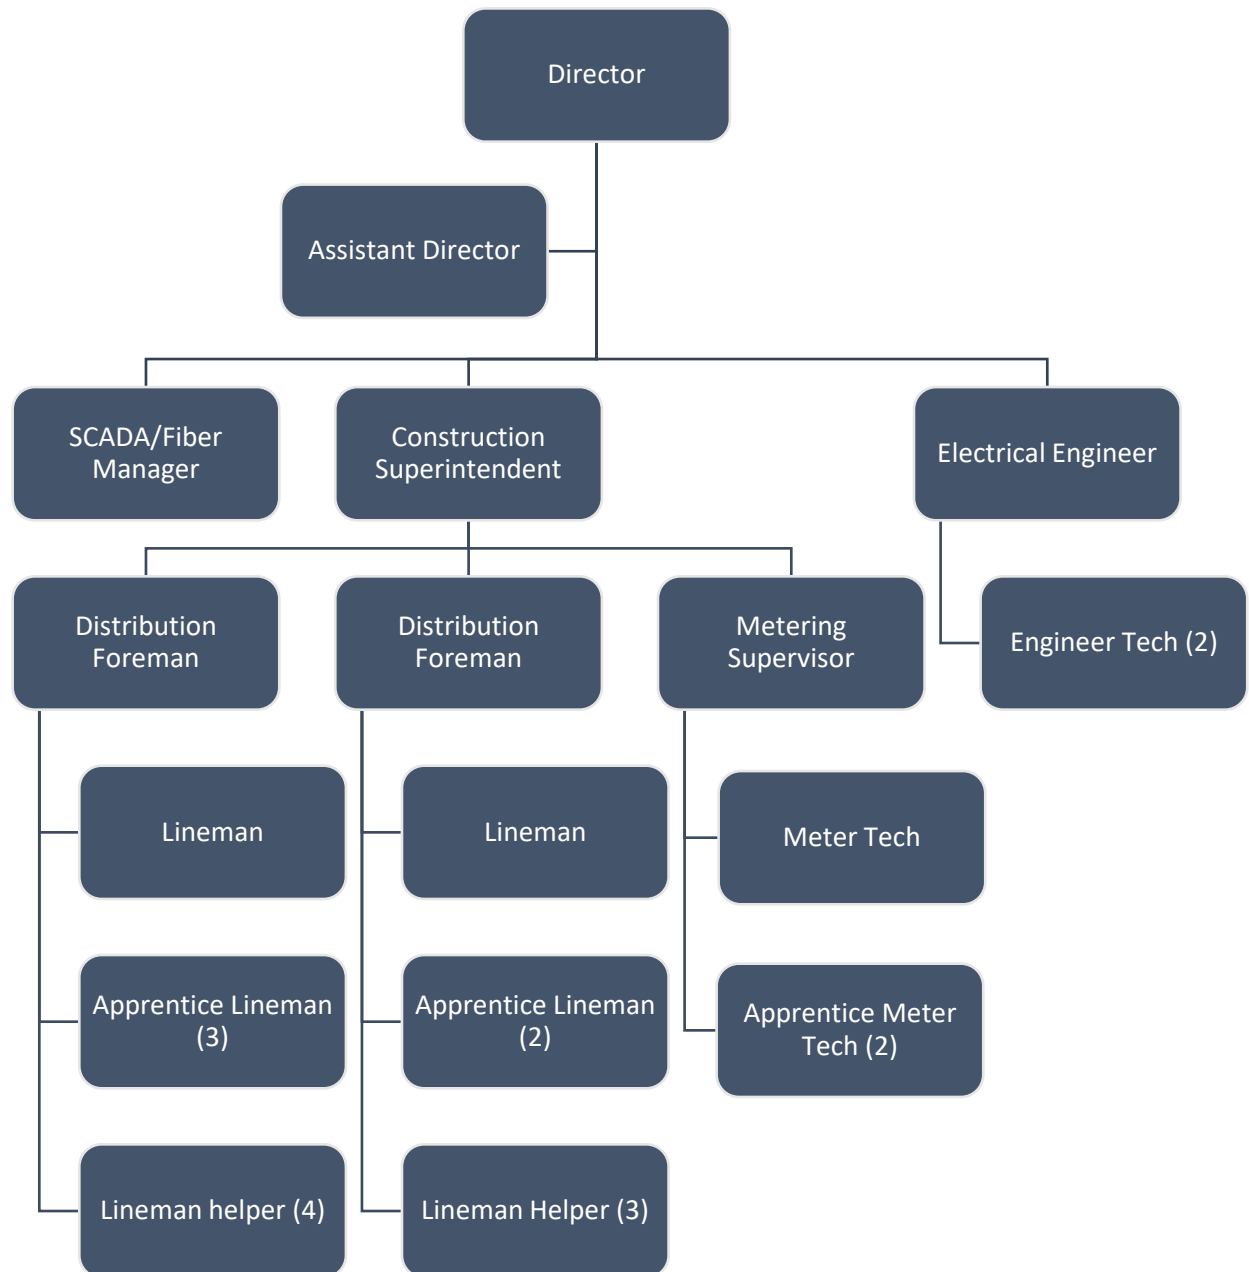 Director
Assistant Director
SCADA/Fiber
Manager
Construction
Superintendent
Electrical Engineer
Distribution
Foreman
Distribution
Foreman
Metering
Supervisor
Engineer Tech (2)
Lineman
Lineman
Meter Tech
Apprentice Lineman
(3)
Apprentice Lineman
(2)
Apprentice Meter
Tech (2)
Lineman helper (4)
Lineman Helper (3)